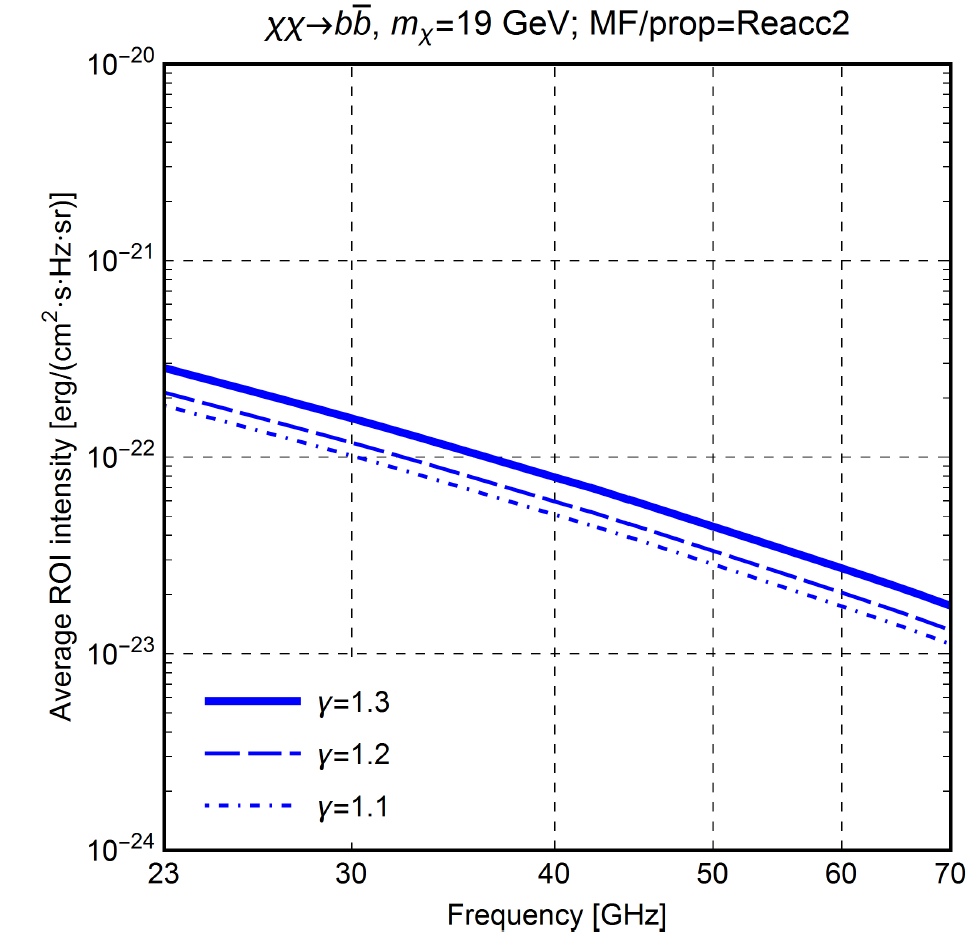 χχ→bb̅, mχ=19 GeV; MF/prop=Reacc2
10⁻²⁰
10⁻²¹
10⁻²²
10⁻²³
10⁻²⁴
Average ROI intensity [erg/(cm²·s·Hz·sr)]
γ=1.3
γ=1.2
γ=1.1
23 30 40 50 60 70
Frequency [GHz]